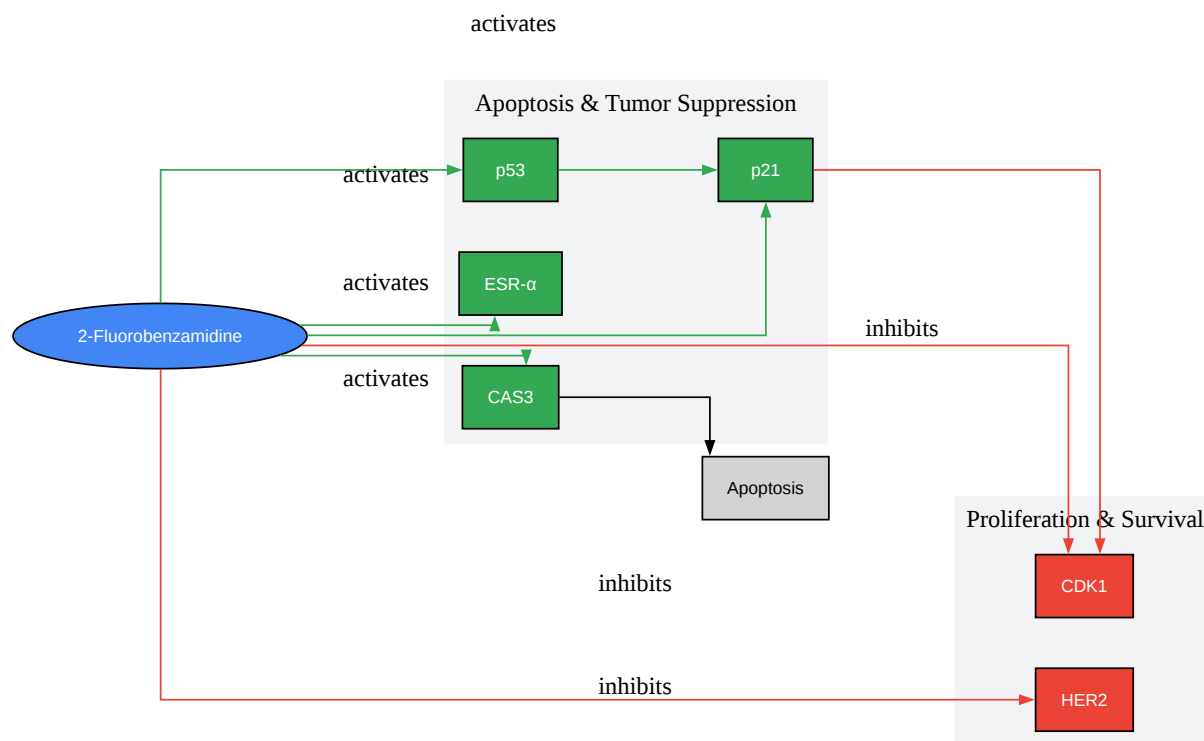 activates
Apoptosis & Tumor Suppression
p53
p21
activates
ESR-α
activates
2-Fluorobenzamidine
inhibits
activates
CAS3
Apoptosis
Proliferation & Survival
inhibits
CDK1
inhibits
HER2